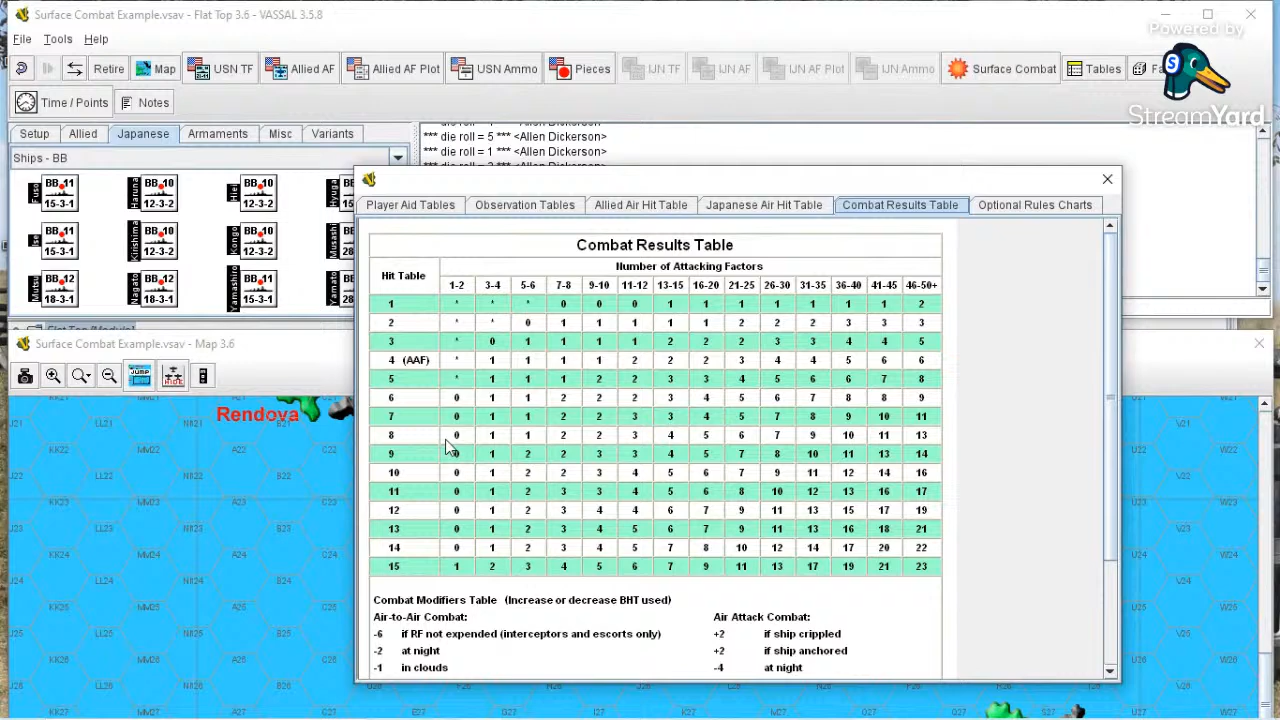 Surface Combat Example.vsav - Flat Top 3.6 - VASSAL 3.5.8
Powered by
StreamYard
File Tools Help
Retire Map USN TF Allied AF Allied AF Plot USN Ammo Pieces IJN TF IJN AF IJN AF Plot IJN Ammo Surface Combat Tables
Time / Points Notes
Setup Allied Japanese Armaments Misc Variants
*** die roll = 5 *** <Allen Dickerson>
*** die roll = 1 *** <Allen Dickerson>
Ships - BB
Fuso BB 11 15-3-1
Haruna BB 10 12-3-2
Hiei BB 10 12-3-2
Hyuga
Ise BB 11 15-3-1
Kirishima BB 10 12-3-2
Kongo BB 10 12-3-2
Musashi 28
Mutsu BB 12 18-3-1
Nagato BB 12 18-3-1
Yamashiro BB 11 15-3-1
Yamato 28
Player Aid Tables Observation Tables Allied Air Hit Table Japanese Air Hit Table Combat Results Table Optional Rules Charts
Combat Results Table
Hit Table Number of Attacking Factors
1-2 3-4 5-6 7-8 9-10 11-12 13-15 16-20 21-25 26-30 31-35 36-40 41-45 46-50+
1 * * * 0 0 0 1 1 1 1 1 1 1 2
2 * * 0 1 1 1 1 1 2 2 2 3 3 3
3 * 0 1 1 1 1 2 2 2 3 3 4 4 5
4 (AAF) * 1 1 1 1 2 2 2 3 4 4 5 6 6
5 * 1 1 1 2 2 3 3 4 5 6 6 7 8
6 0 1 1 2 2 2 3 4 5 6 7 8 8 9
7 0 1 1 2 2 3 3 4 5 7 8 9 10 11
8 0 1 1 2 2 3 4 5 6 7 9 10 11 13
9 0 1 2 2 3 3 4 5 7 8 10 11 13 14
10 0 1 2 2 3 4 5 6 7 9 11 12 14 16
11 0 1 2 3 3 4 5 6 8 10 12 13 16 17
12 0 1 2 3 4 4 6 7 9 11 13 15 17 19
13 0 1 2 3 4 5 6 7 9 11 13 16 18 21
14 0 1 2 3 4 5 7 8 10 12 14 17 20 22
15 1 2 3 4 5 6 7 9 11 13 17 19 21 23
Combat Modifiers Table (Increase or decrease BHT used)
Air-to-Air Combat: Air Attack Combat:
-6 if RF not expended (interceptors and escorts only) +2 if ship crippled
-2 at night +2 if ship anchored
-1 in clouds -4 at night
Surface Combat Example.vsav - Map 3.6
Rendova